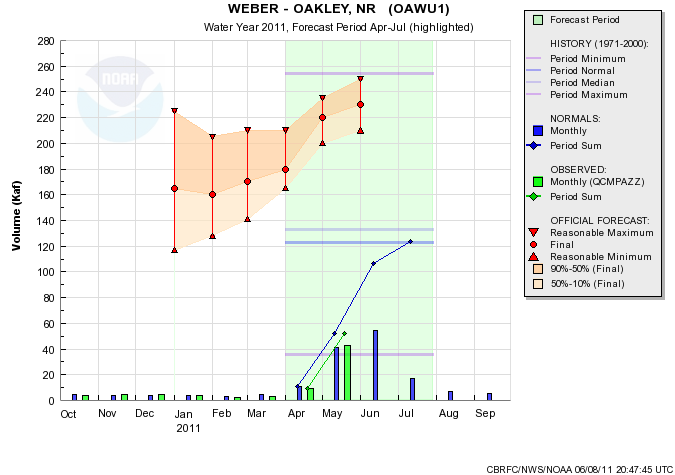 WEBER - OAKLEY, NR (OAWU1)
Water Year 2011, Forecast Period Apr-Jul (highlighted)
Volume (Kaf)
280
260
240
220
200
180
160
140
120
100
80
60
40
20
0
NOAA
Oct Nov Dec Jan Feb Mar Apr May Jun Jul Aug Sep
2011
Forecast Period
HISTORY (1971-2000):
Period Minimum
Period Normal
Period Median
Period Maximum
NORMALS:
Monthly
Period Sum
OBSERVED:
Monthly (QCMPAZZ)
Period Sum
OFFICIAL FORECAST:
Reasonable Maximum
Final
Reasonable Minimum
90%-50% (Final)
50%-10% (Final)
CBRFC/NWS/NOAA 06/08/11 20:47:45 UTC